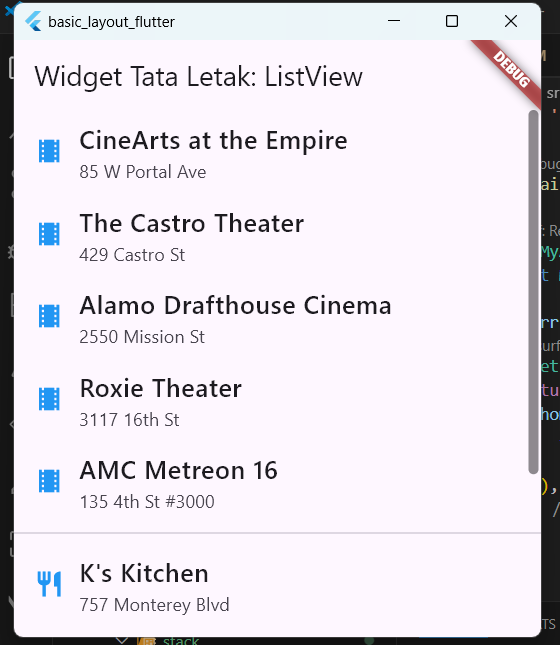 basic_layout_flutter
DEBUG
Widget Tata Letak: ListView
CineArts at the Empire
85 W Portal Ave
The Castro Theater
429 Castro St
Alamo Drafthouse Cinema
2550 Mission St
Roxie Theater
3117 16th St
AMC Metreon 16
135 4th St #3000
K's Kitchen
757 Monterey Blvd
stack